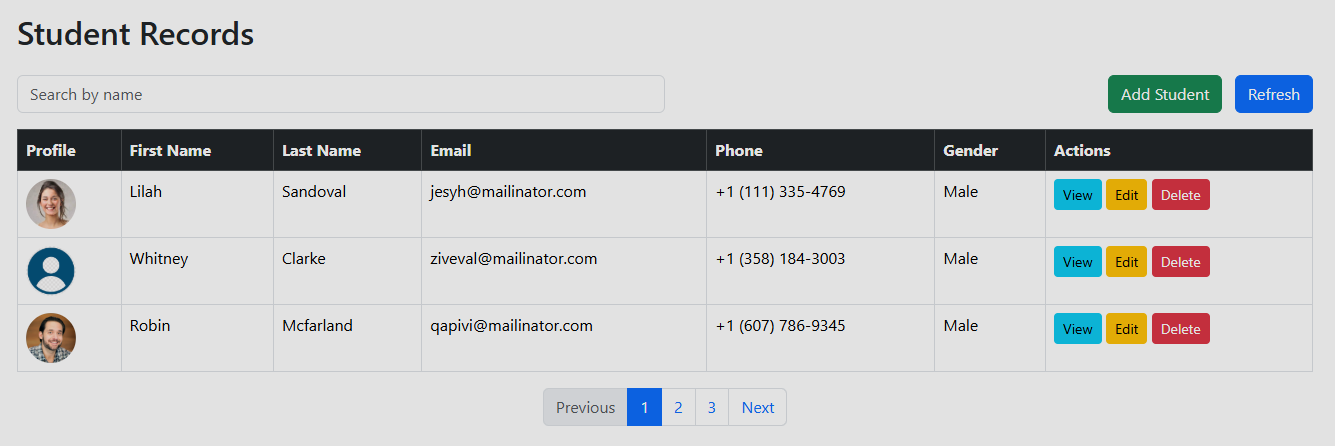 Student Records
Search by name
Add Student Refresh
Profile First Name Last Name Email Phone Gender Actions
Lilah Sandoval jesyh@mailinator.com +1 (111) 335-4769 Male View Edit Delete
Whitney Clarke ziveval@mailinator.com +1 (358) 184-3003 Male View Edit Delete
Robin Mcfarland qapivi@mailinator.com +1 (607) 786-9345 Male View Edit Delete
Previous 1 2 3 Next